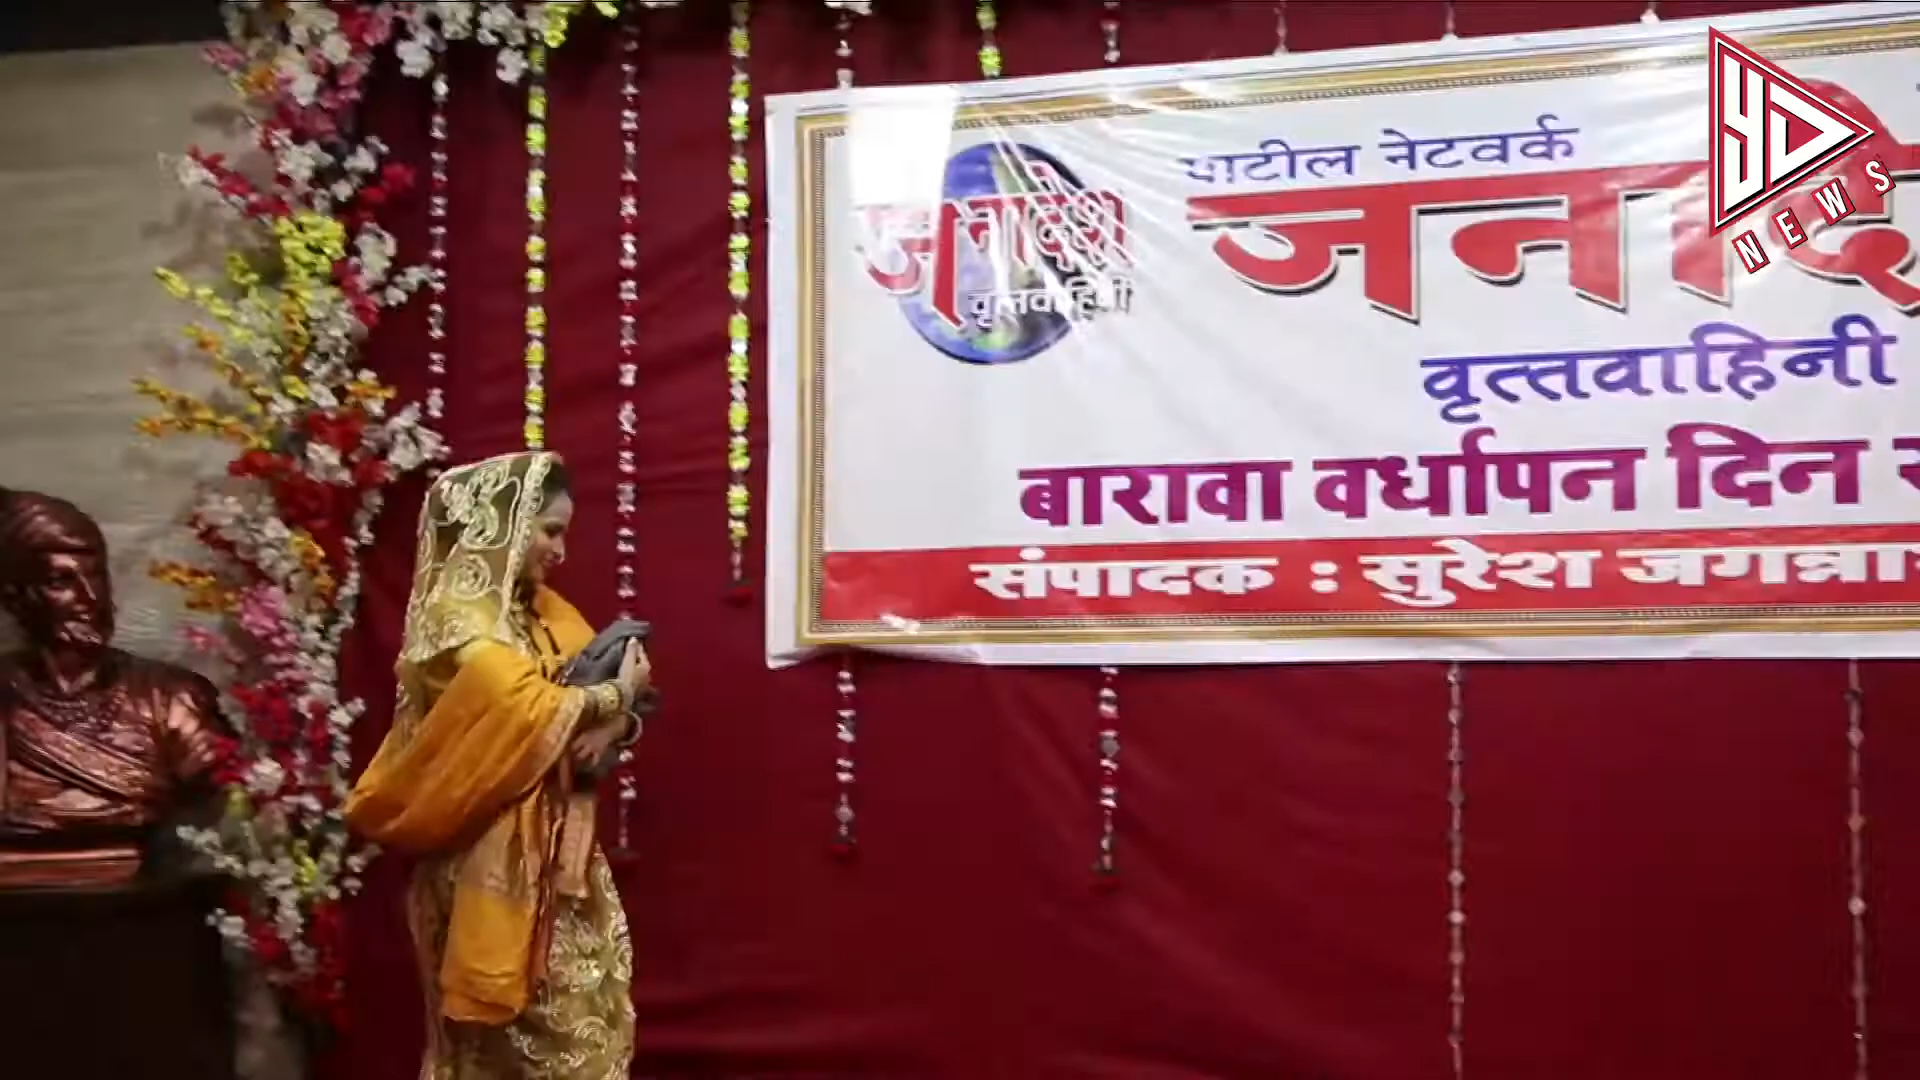 पाटील नेटवर्क
जनादेश
वृत्तवाहिनी
वृत्तवाहिनी
बारावा वर्धापन दिन
संपादक : सुरेश
YD
NEWS